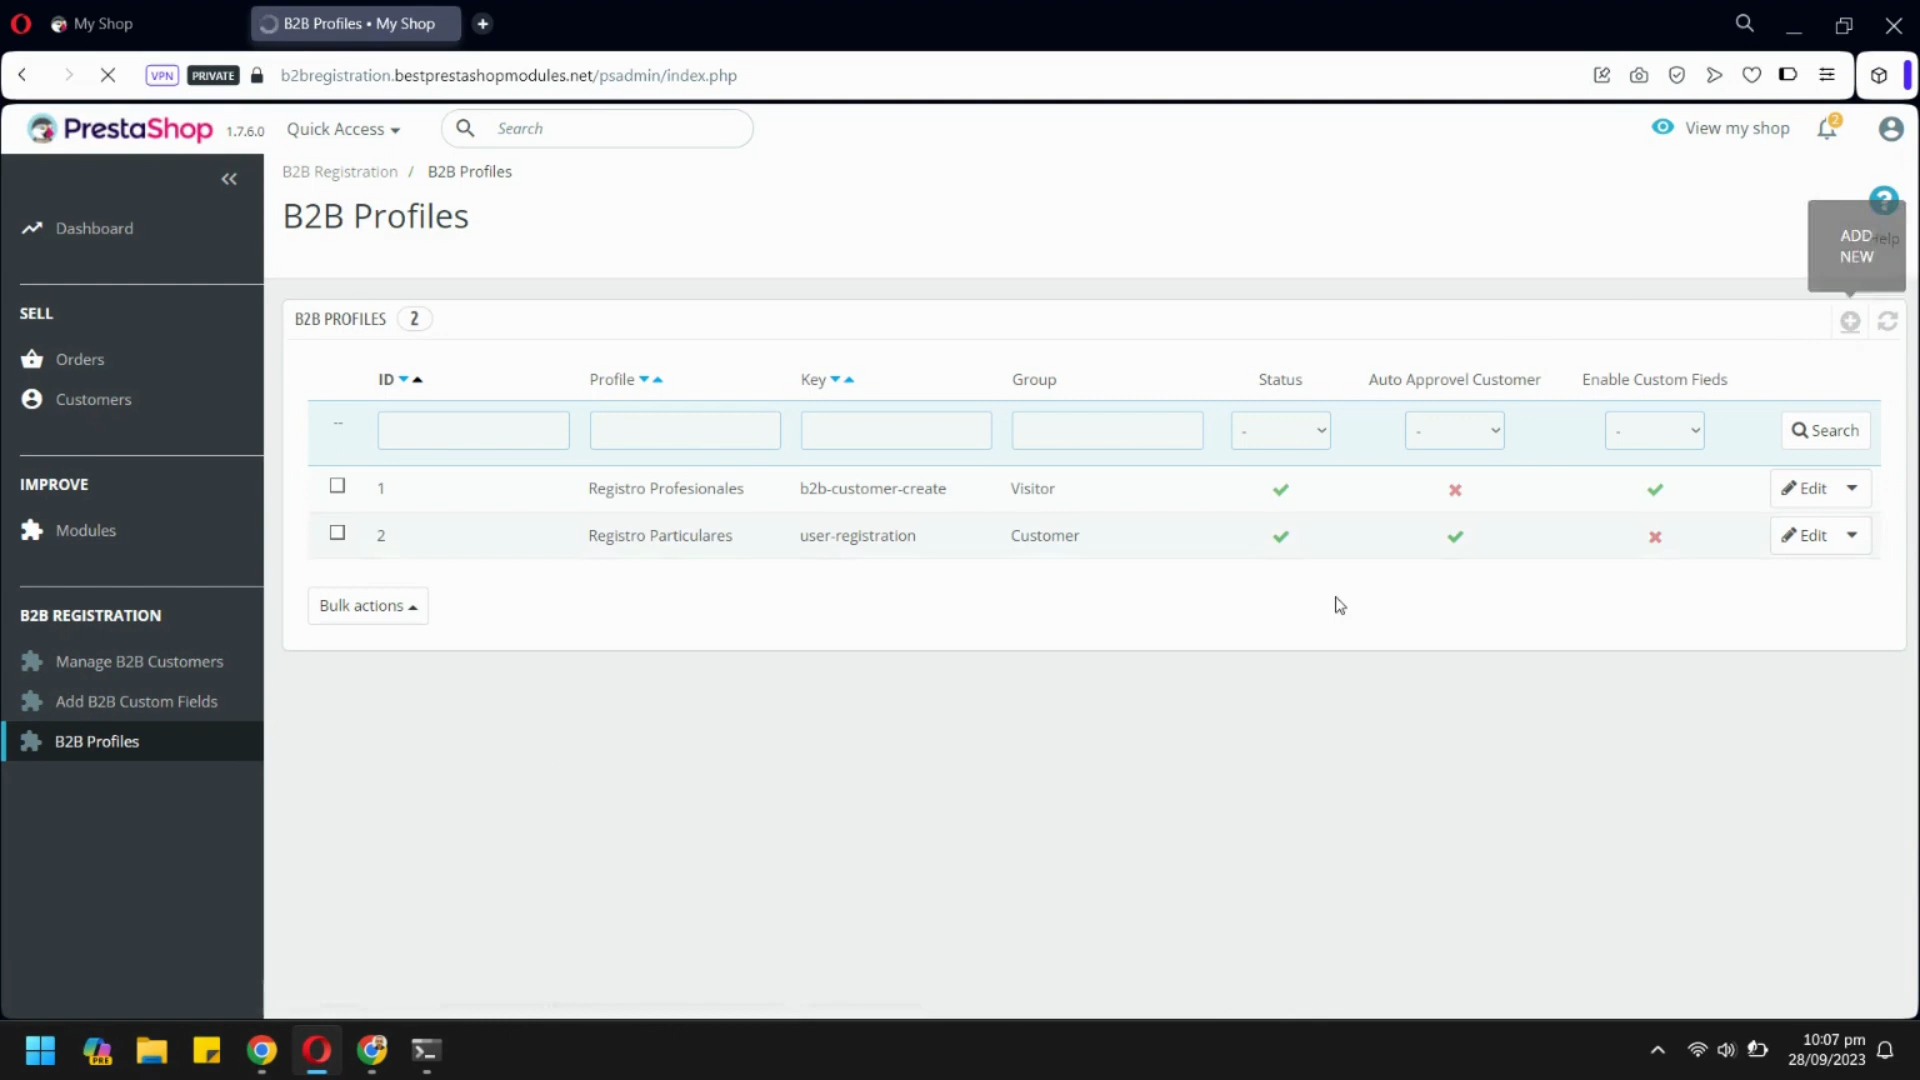 My Shop
B2B Profiles • My Shop
VPN
PRIVATE
b2bregistration.bestprestashopmodules.net/psadmin/index.php
PrestaShop 1.7.6.0
Quick Access
Search
View my shop
2
B2B Registration / B2B Profiles
B2B Profiles
?
Help
ADD
NEW
Dashboard
SELL
Orders
Customers
IMPROVE
Modules
B2B REGISTRATION
Manage B2B Customers
Add B2B Custom Fields
B2B Profiles
B2B PROFILES 2
ID Profile Key Group Status Auto Approvel Customer Enable Custom Fieds
-- - - - Search
1 Registro Profesionales b2b-customer-create Visitor Edit
2 Registro Particulares user-registration Customer Edit
Bulk actions
PRE
10:07 pm
28/09/2023